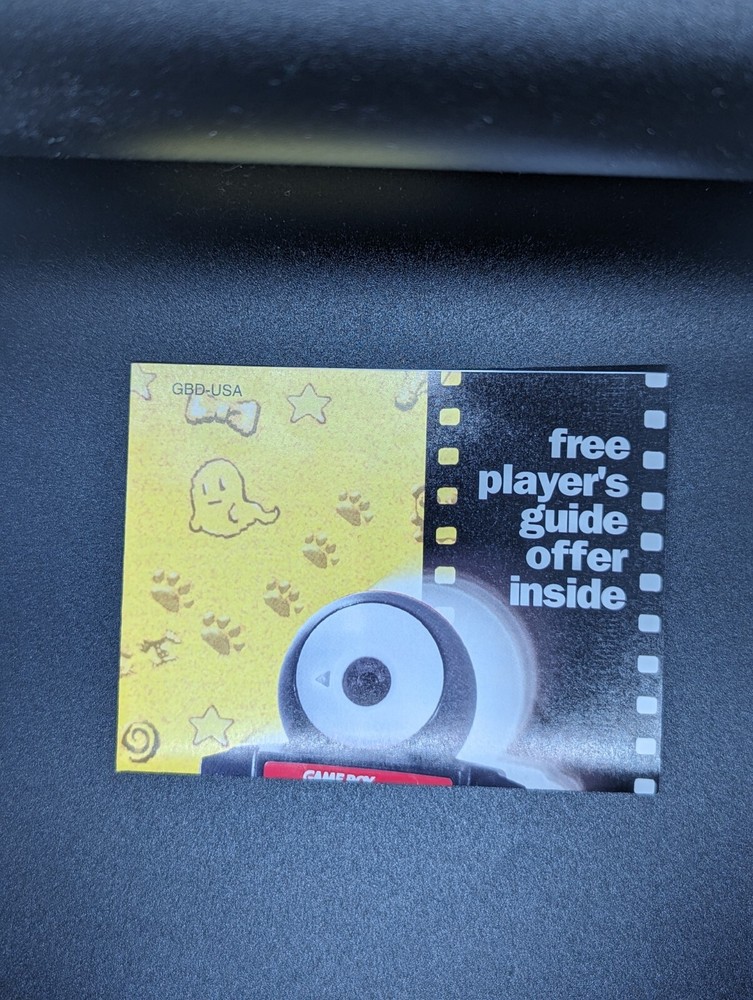 GBD-USA
free
player's
guide
offer
inside
GAME BOY